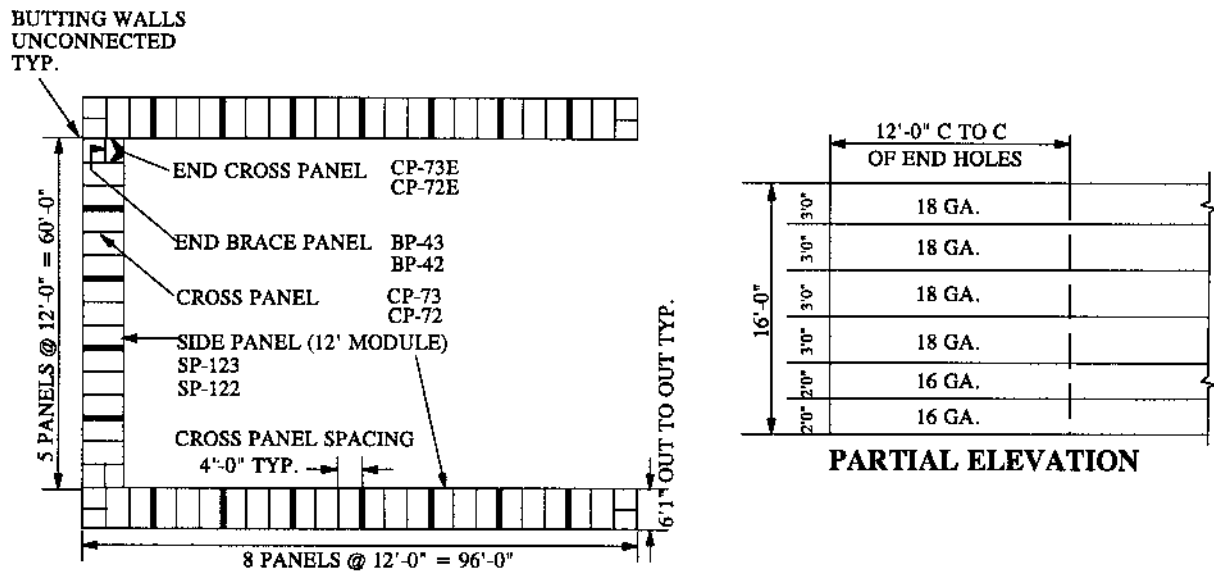 BUTTING WALLS
UNCONNECTED
TYP.
END CROSS PANEL CP-73E
CP-72E
END BRACE PANEL BP-43
BP-42
CROSS PANEL CP-73
CP-72
SIDE PANEL (12' MODULE)
SP-123
SP-122
CROSS PANEL SPACING
4'-0" TYP.
5 PANELS @ 12'-0" = 60'-0"
6'1" OUT TO OUT TYP.
8 PANELS @ 12'-0" = 96'-0"
12'-0" C TO C
OF END HOLES
16'-0"
3'0" 18 GA.
3'0" 18 GA.
3'0" 18 GA.
3'0" 18 GA.
2'0" 16 GA.
2'0" 16 GA.
PARTIAL ELEVATION